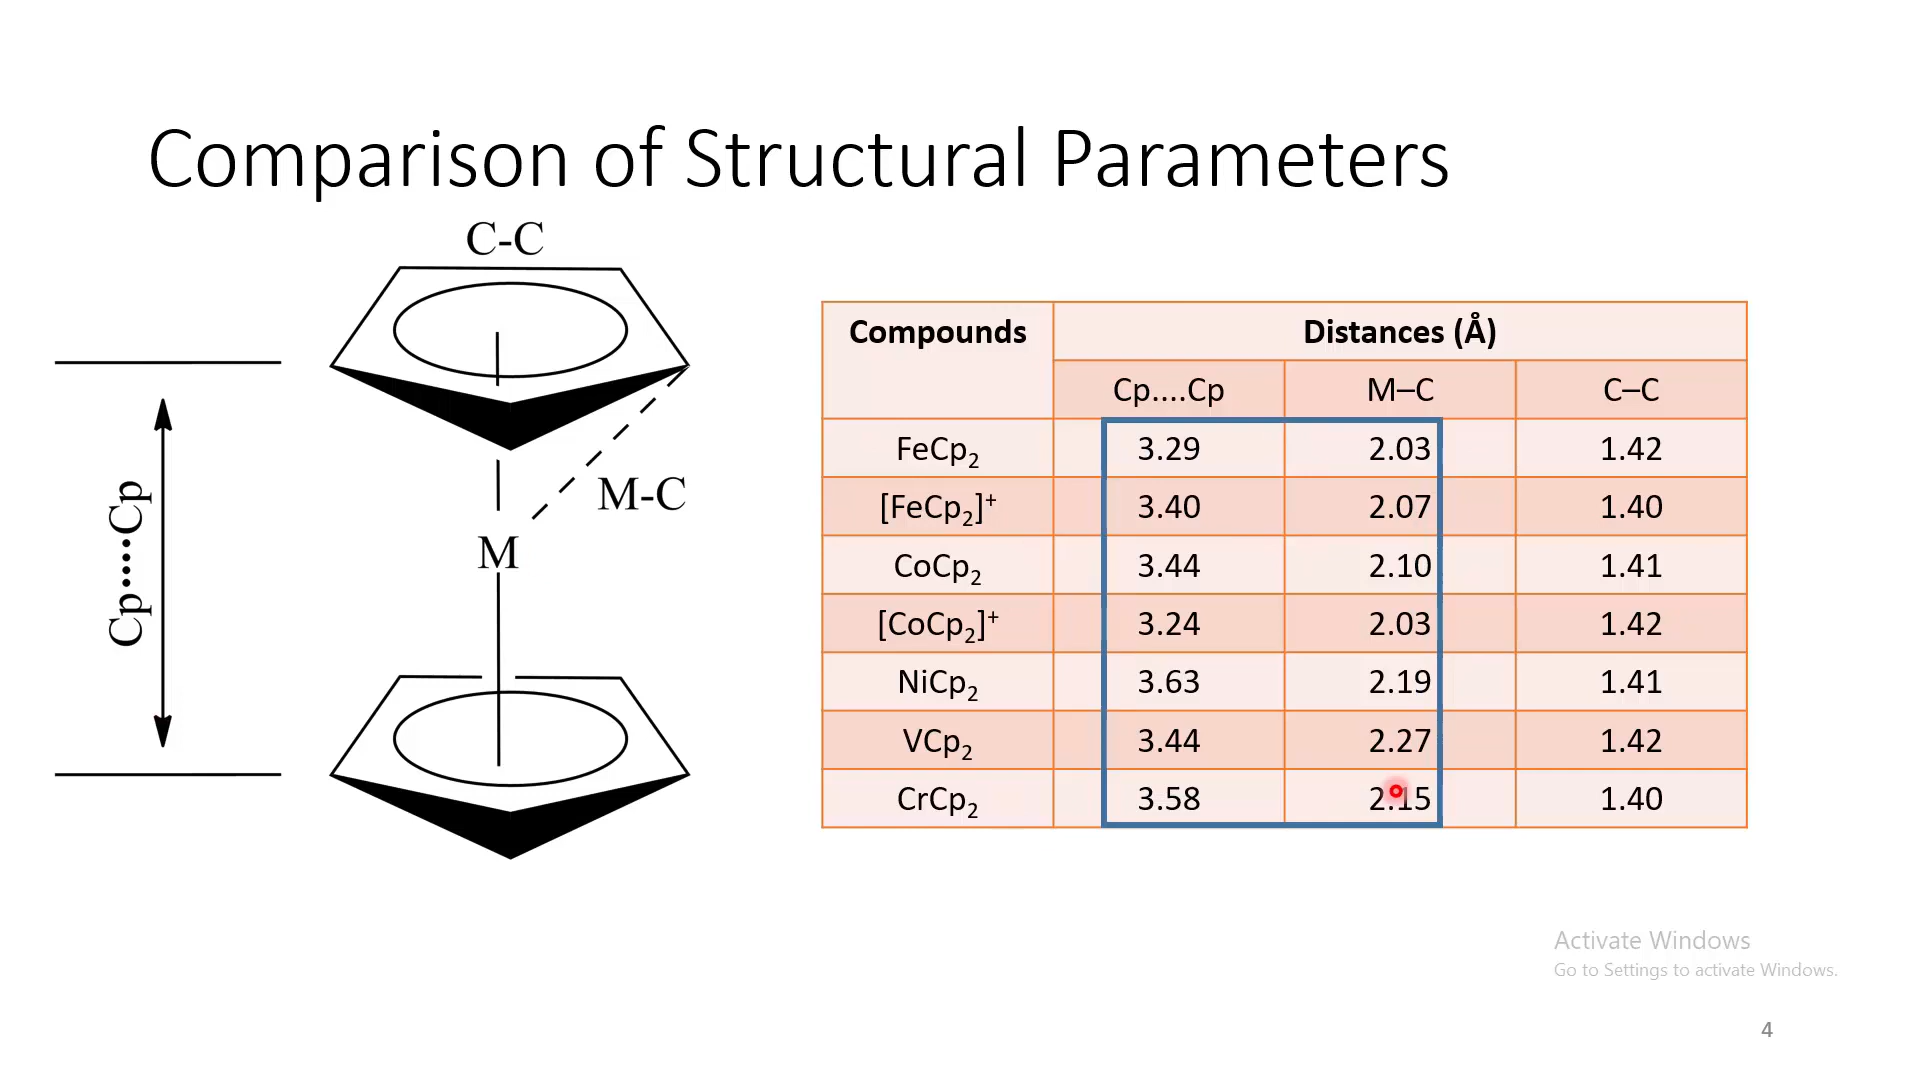 Comparison of Structural Parameters
C-C
M-C
M
Cp.....Cp
Compounds Distances (Å)
Cp....Cp M–C C–C
FeCp₂ 3.29 2.03 1.42
[FeCp₂]⁺ 3.40 2.07 1.40
CoCp₂ 3.44 2.10 1.41
[CoCp₂]⁺ 3.24 2.03 1.42
NiCp₂ 3.63 2.19 1.41
VCp₂ 3.44 2.27 1.42
CrCp₂ 3.58 2.15 1.40
Activate Windows
Go to Settings to activate Windows.
4